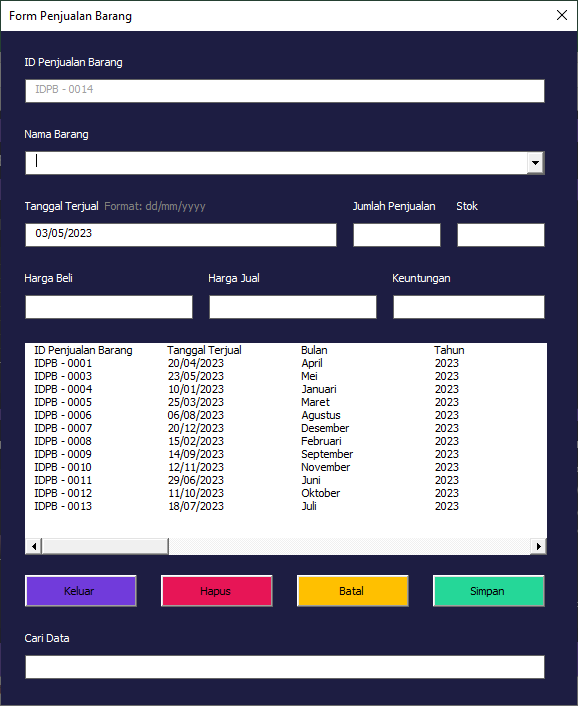 Form Penjualan Barang
ID Penjualan Barang
IDPB - 0014
Nama Barang
Tanggal Terjual Format: dd/mm/yyyy Jumlah Penjualan Stok
03/05/2023
Harga Beli Harga Jual Keuntungan
ID Penjualan Barang Tanggal Terjual Bulan Tahun
IDPB - 0001 20/04/2023 April 2023
IDPB - 0003 23/05/2023 Mei 2023
IDPB - 0004 10/01/2023 Januari 2023
IDPB - 0005 25/03/2023 Maret 2023
IDPB - 0006 06/08/2023 Agustus 2023
IDPB - 0007 20/12/2023 Desember 2023
IDPB - 0008 15/02/2023 Februari 2023
IDPB - 0009 14/09/2023 September 2023
IDPB - 0010 12/11/2023 November 2023
IDPB - 0011 29/06/2023 Juni 2023
IDPB - 0012 11/10/2023 Oktober 2023
IDPB - 0013 18/07/2023 Juli 2023
Keluar Hapus Batal Simpan
Cari Data